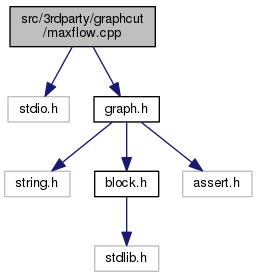 src/3rdparty/graphcut
/maxflow.cpp
stdio.h
graph.h
string.h
block.h
assert.h
stdlib.h